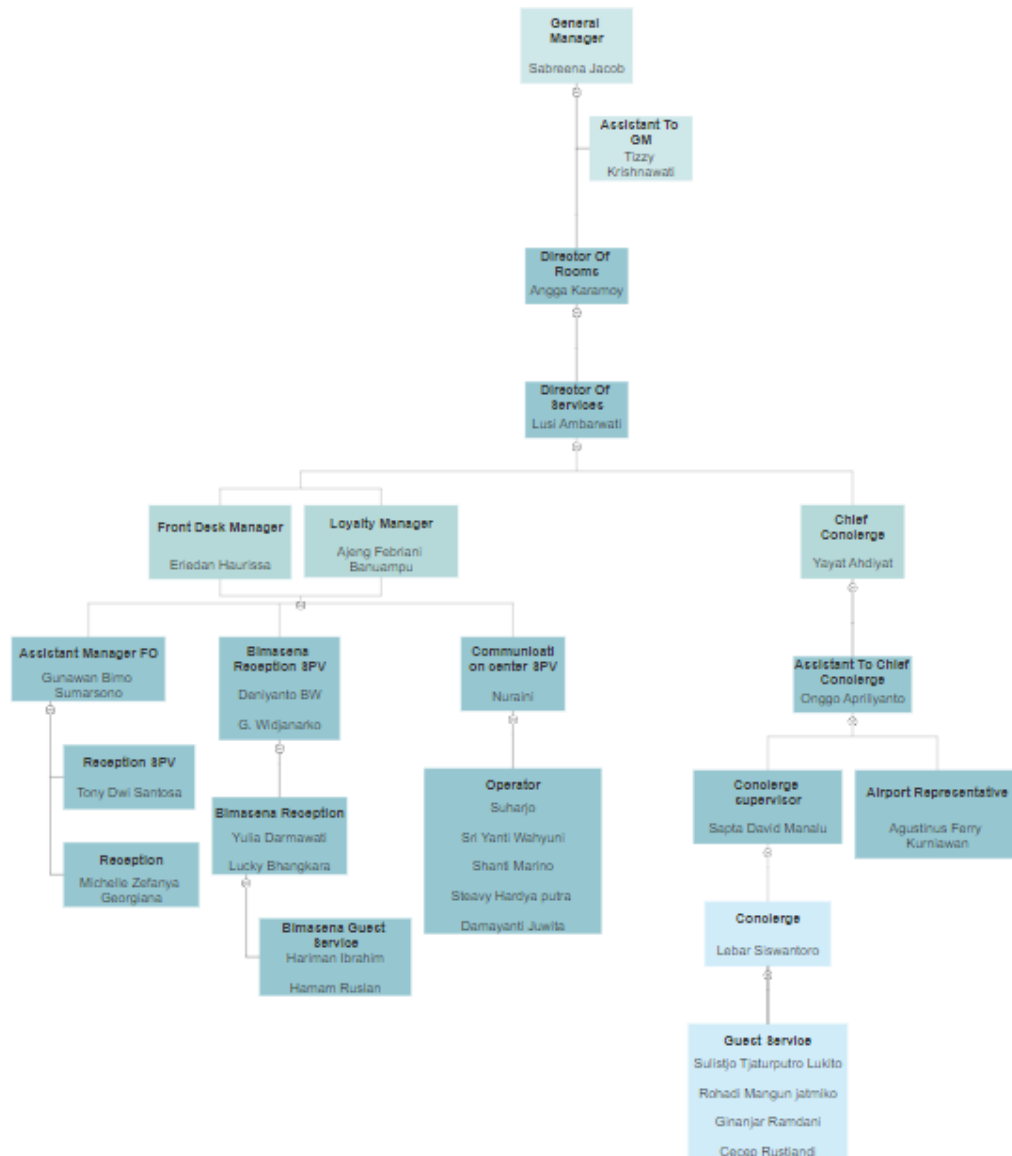 General
Manager
Sabreena Jacob
Assistant To
GM
Tizzy
Krishnawati
Director Of
Rooms
Angga Karamoy
Director Of
Services
Lusi Ambarwati
Front Desk Manager
Eriedan Haurissa
Loyalty Manager
Ajeng Febriani
Banuampu
Chief
Concierge
Yayat Ahdiyat
Assistant Manager FO
Gunawan Bimo
Sumarsono
Bimasena
Reception SPV
Deniyanto BW
G. Widjanarko
Communicati
on center SPV
Nuraini
Assistant To Chief
Concierge
Onggo Apriliyanto
Reception SPV
Tony Dwi Santosa
Reception
Michelle Zefanya
Georgiana
Bimasena Reception
Yulia Darmawati
Lucky Bhangkara
Bimasena Guest
Service
Hariman Ibrahim
Hamam Ruslan
Operator
Suharjo
Sri Yanti Wahyuni
Shanti Marino
Steavy Hardya putra
Damayanti Juwita
Concierge
supervisor
Sapta David Manalu
Airport Representative
Agustinus Ferry
Kurniawan
Concierge
Lebar Siswantoro
Guest Service
Sulistjo Tjaturputro Lukito
Rohadi Mangun jatmiko
Ginanjar Ramdani
Cecep Rustiandi